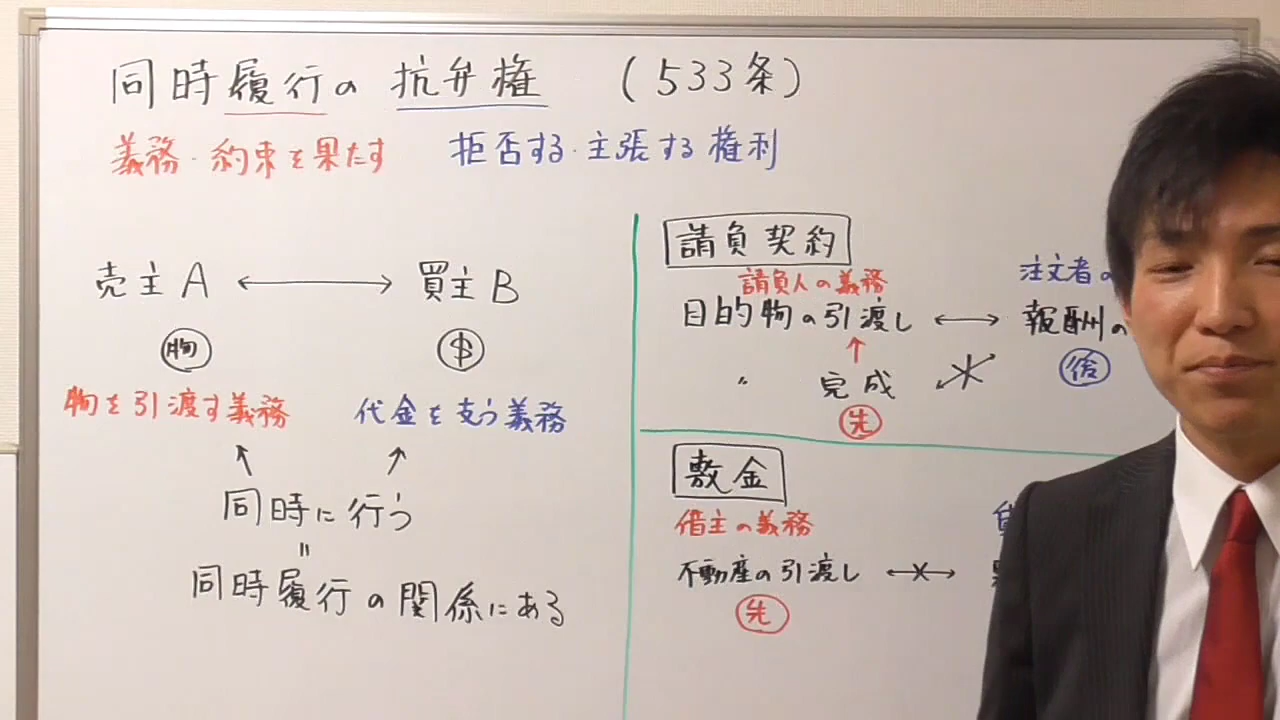 同時履行の抗弁権 (533条)
義務・約束を果たす 拒否する・主張する権利
売主A ↔ 買主B
物 $
物を引渡す義務 代金を支う義務
同時に行う
"
同時履行の関係にある
請負契約
請負人の義務 注文者の
目的物の引渡し ↔ 報酬の
〃 完成 後
先
敷金
借主の義務
不動産の引渡し
先